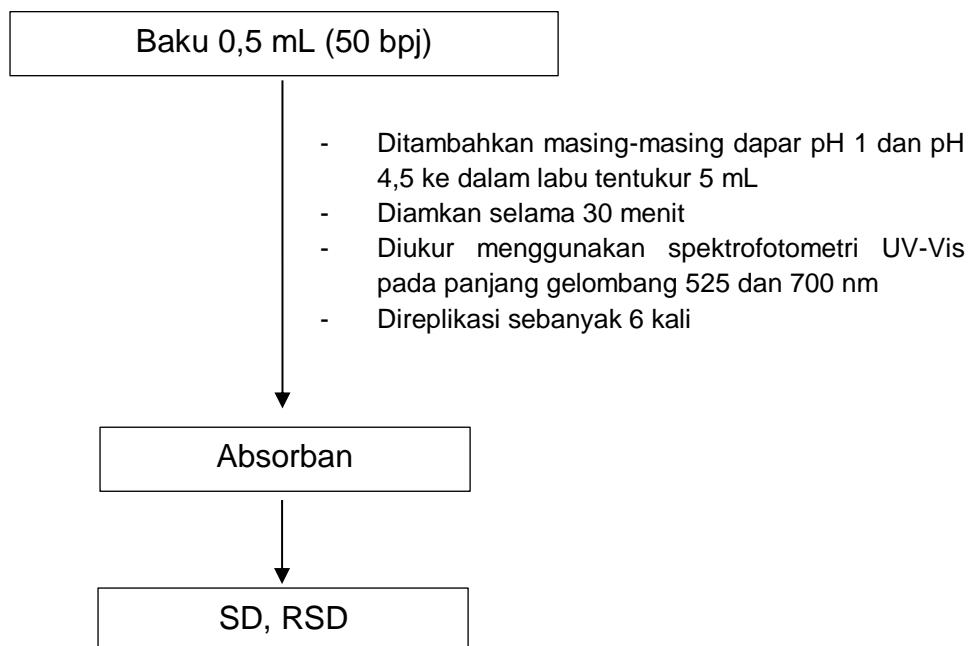 Baku 0,5 mL (50 bpj)
- Ditambahkan masing-masing dapar pH 1 dan pH
4,5 ke dalam labu tentukur 5 mL
- Diamkan selama 30 menit
- Diukur menggunakan spektrofotometri UV-Vis
pada panjang gelombang 525 dan 700 nm
- Direplikasi sebanyak 6 kali
Absorban
SD, RSD